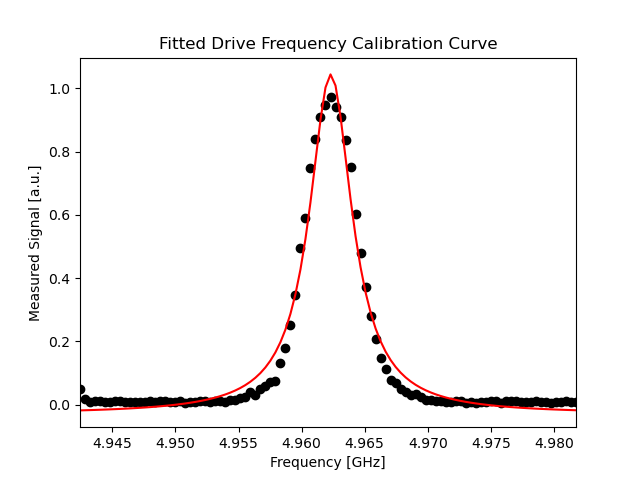 Fitted Drive Frequency Calibration Curve
Measured Signal [a.u.]
1.0
0.8
0.6
0.4
0.2
0.0
4.945 4.950 4.955 4.960 4.965 4.970 4.975 4.980
Frequency [GHz]